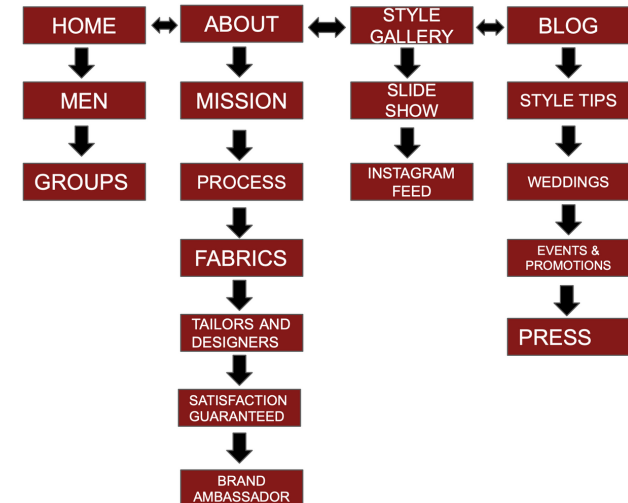 HOME
ABOUT
STYLE
GALLERY
BLOG
MEN
MISSION
SLIDE
SHOW
STYLE TIPS
GROUPS
PROCESS
INSTAGRAM
FEED
WEDDINGS
FABRICS
EVENTS &
PROMOTIONS
TAILORS AND
DESIGNERS
PRESS
SATISFACTION
GUARANTEED
BRAND
AMBASSADOR